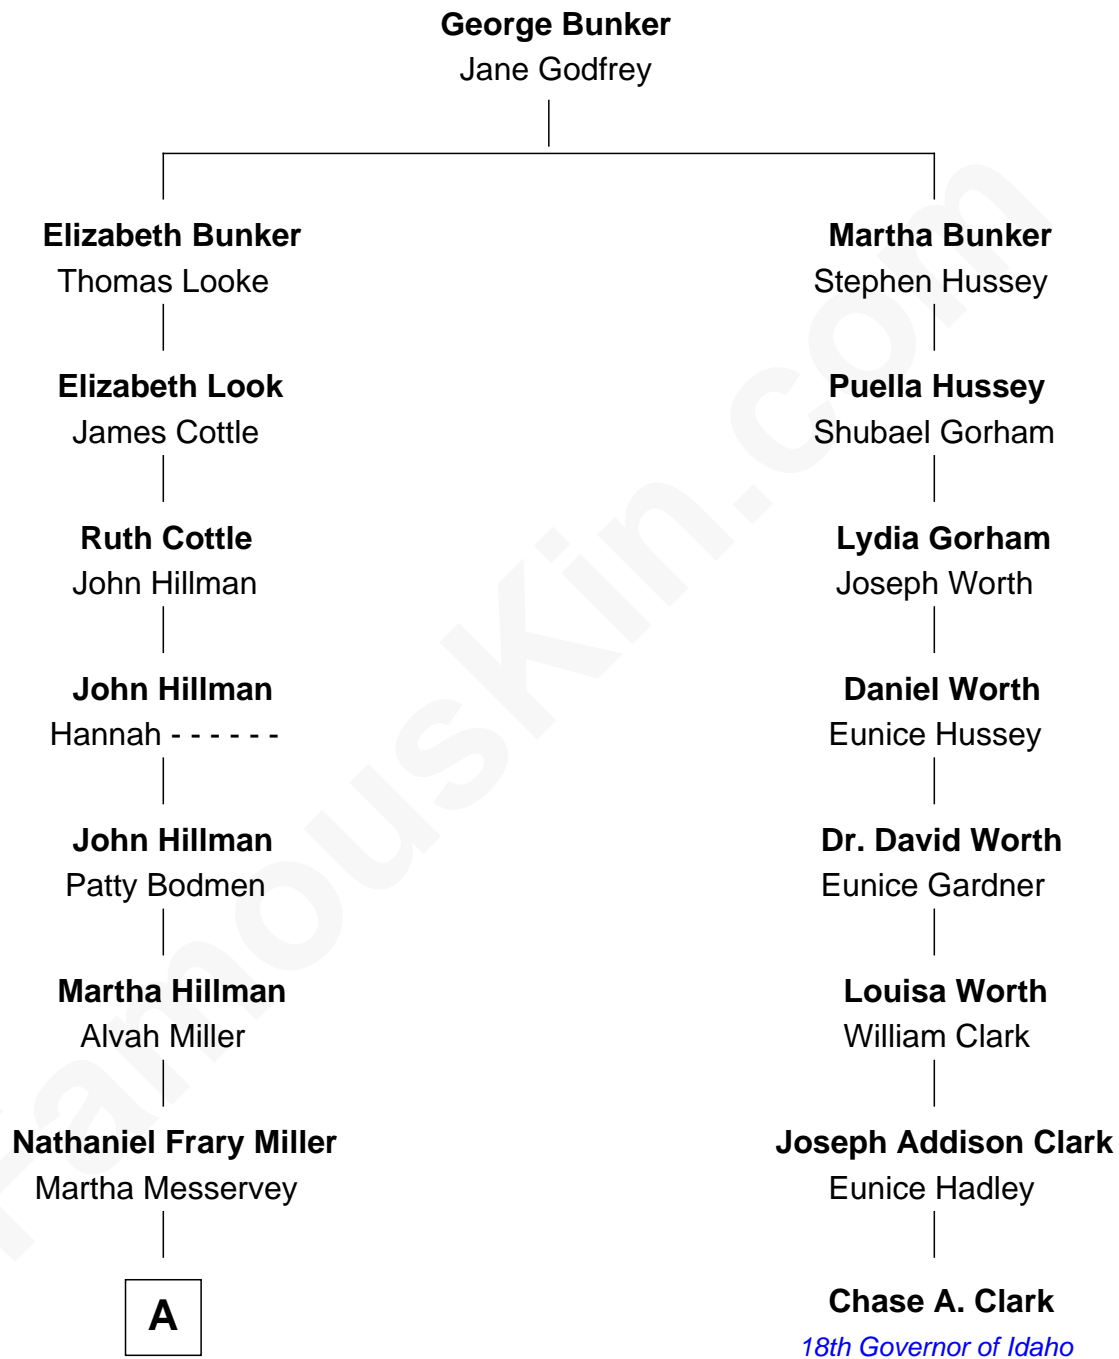 George Bunker
Jane Godfrey
Elizabeth Bunker
Thomas Looke
Martha Bunker
Stephen Hussey
Elizabeth Look
James Cottle
Puella Hussey
Shubael Gorham
Ruth Cottle
John Hillman
Lydia Gorham
Joseph Worth
John Hillman
Hannah - - - - - -
Daniel Worth
Eunice Hussey
John Hillman
Patty Bodmen
Dr. David Worth
Eunice Gardner
Martha Hillman
Alvah Miller
Louisa Worth
William Clark
Nathaniel Frary Miller
Martha Messervey
Joseph Addison Clark
Eunice Hadley
A
Chase A. Clark
18th Governor of Idaho
FamousKin.com